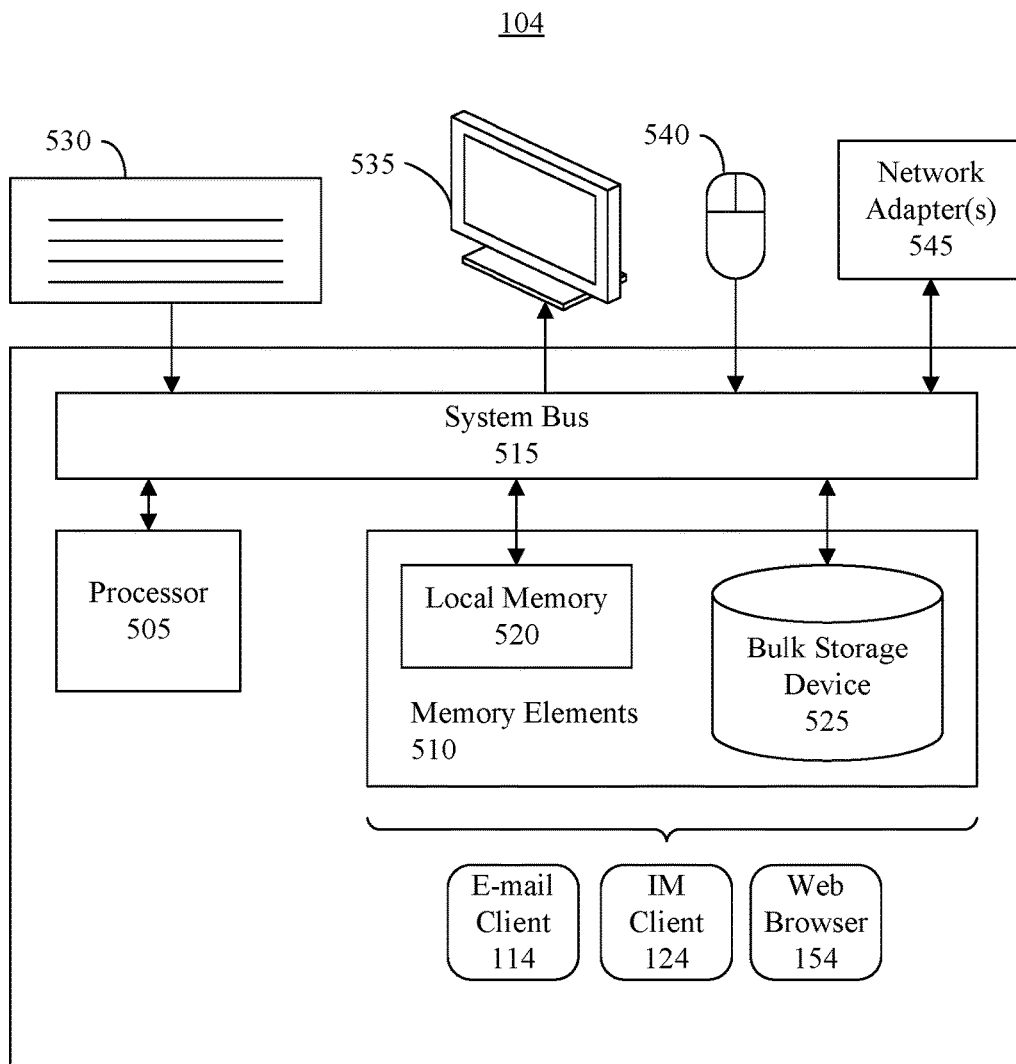 104
530
535
540
Network
Adapter(s)
545
System Bus
515
Processor
505
Local Memory
520
Memory Elements
510
Bulk Storage
Device
525
E-mail
Client
114
IM
Client
124
Web
Browser
154